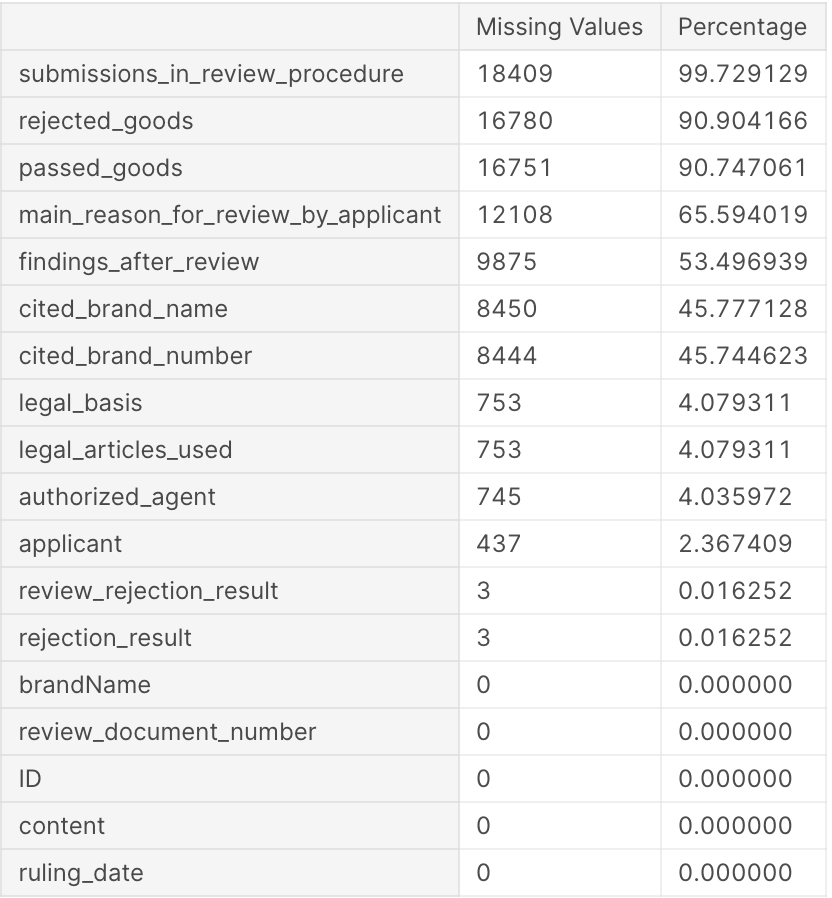 Missing Values Percentage
submissions_in_review_procedure 18409 99.729129
rejected_goods 16780 90.904166
passed_goods 16751 90.747061
main_reason_for_review_by_applicant 12108 65.594019
findings_after_review 9875 53.496939
cited_brand_name 8450 45.777128
cited_brand_number 8444 45.744623
legal_basis 753 4.079311
legal_articles_used 753 4.079311
authorized_agent 745 4.035972
applicant 437 2.367409
review_rejection_result 3 0.016252
rejection_result 3 0.016252
brandName 0 0.000000
review_document_number 0 0.000000
ID 0 0.000000
content 0 0.000000
ruling_date 0 0.000000